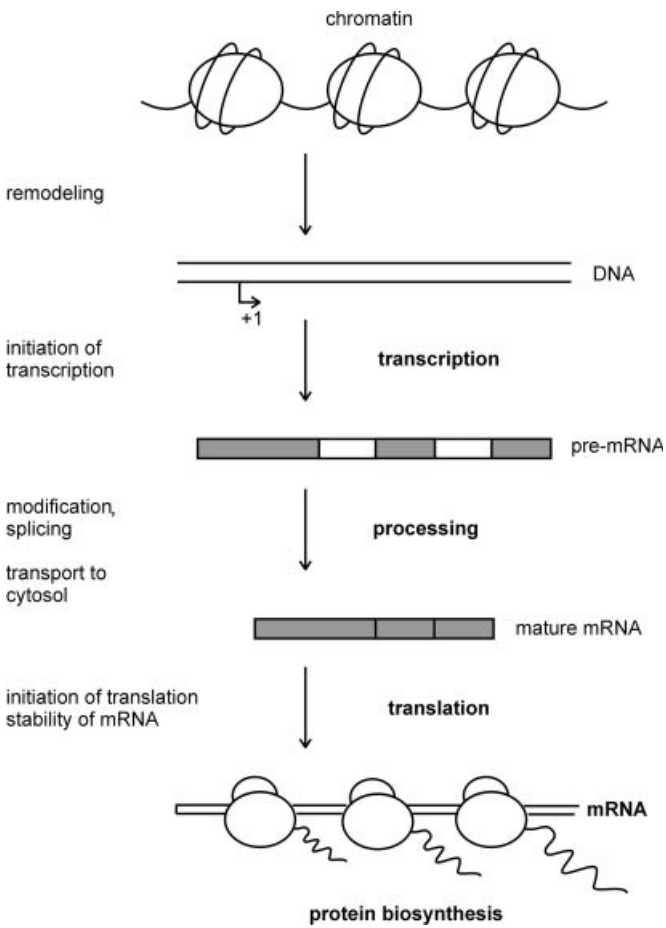 chromatin
remodeling
DNA
+1
initiation of
transcription
transcription
pre-mRNA
modification,
splicing
processing
transport to
cytosol
mature mRNA
initiation of translation
stability of mRNA
translation
mRNA
protein biosynthesis